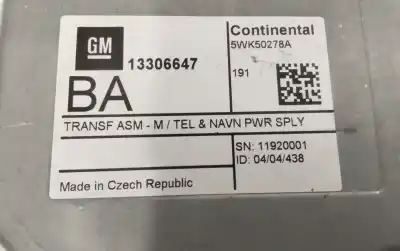 GM
13306647
BA
Continental
5WK50278A
191
TRANSF ASM - M / TEL & NAVN PWR SPLY
SN: 11920001
ID: 04/04/438
Made in Czech Republic